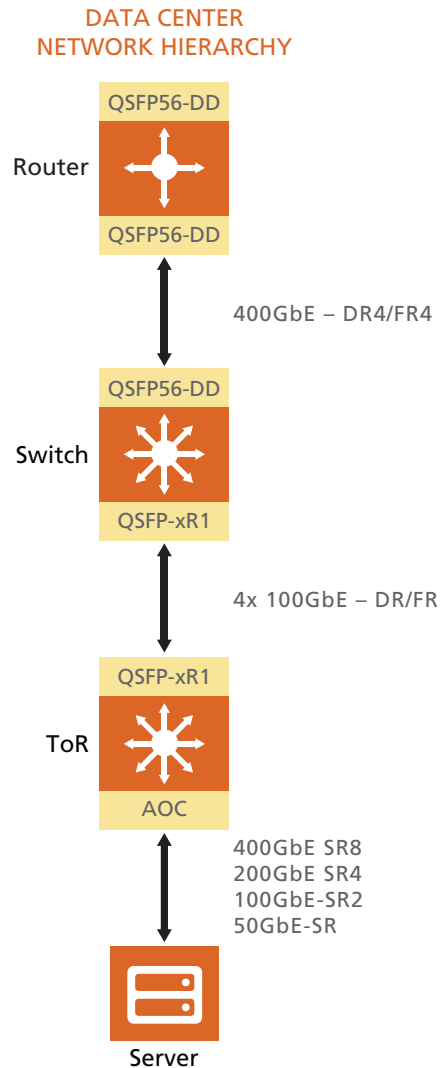 DATA CENTER
NETWORK HIERARCHY
QSFP56-DD
Router
QSFP56-DD
400GbE – DR4/FR4
QSFP56-DD
Switch
QSFP-xR1
4x 100GbE – DR/FR
QSFP-xR1
ToR
AOC
400GbE SR8
200GbE SR4
100GbE-SR2
50GbE-SR
Server